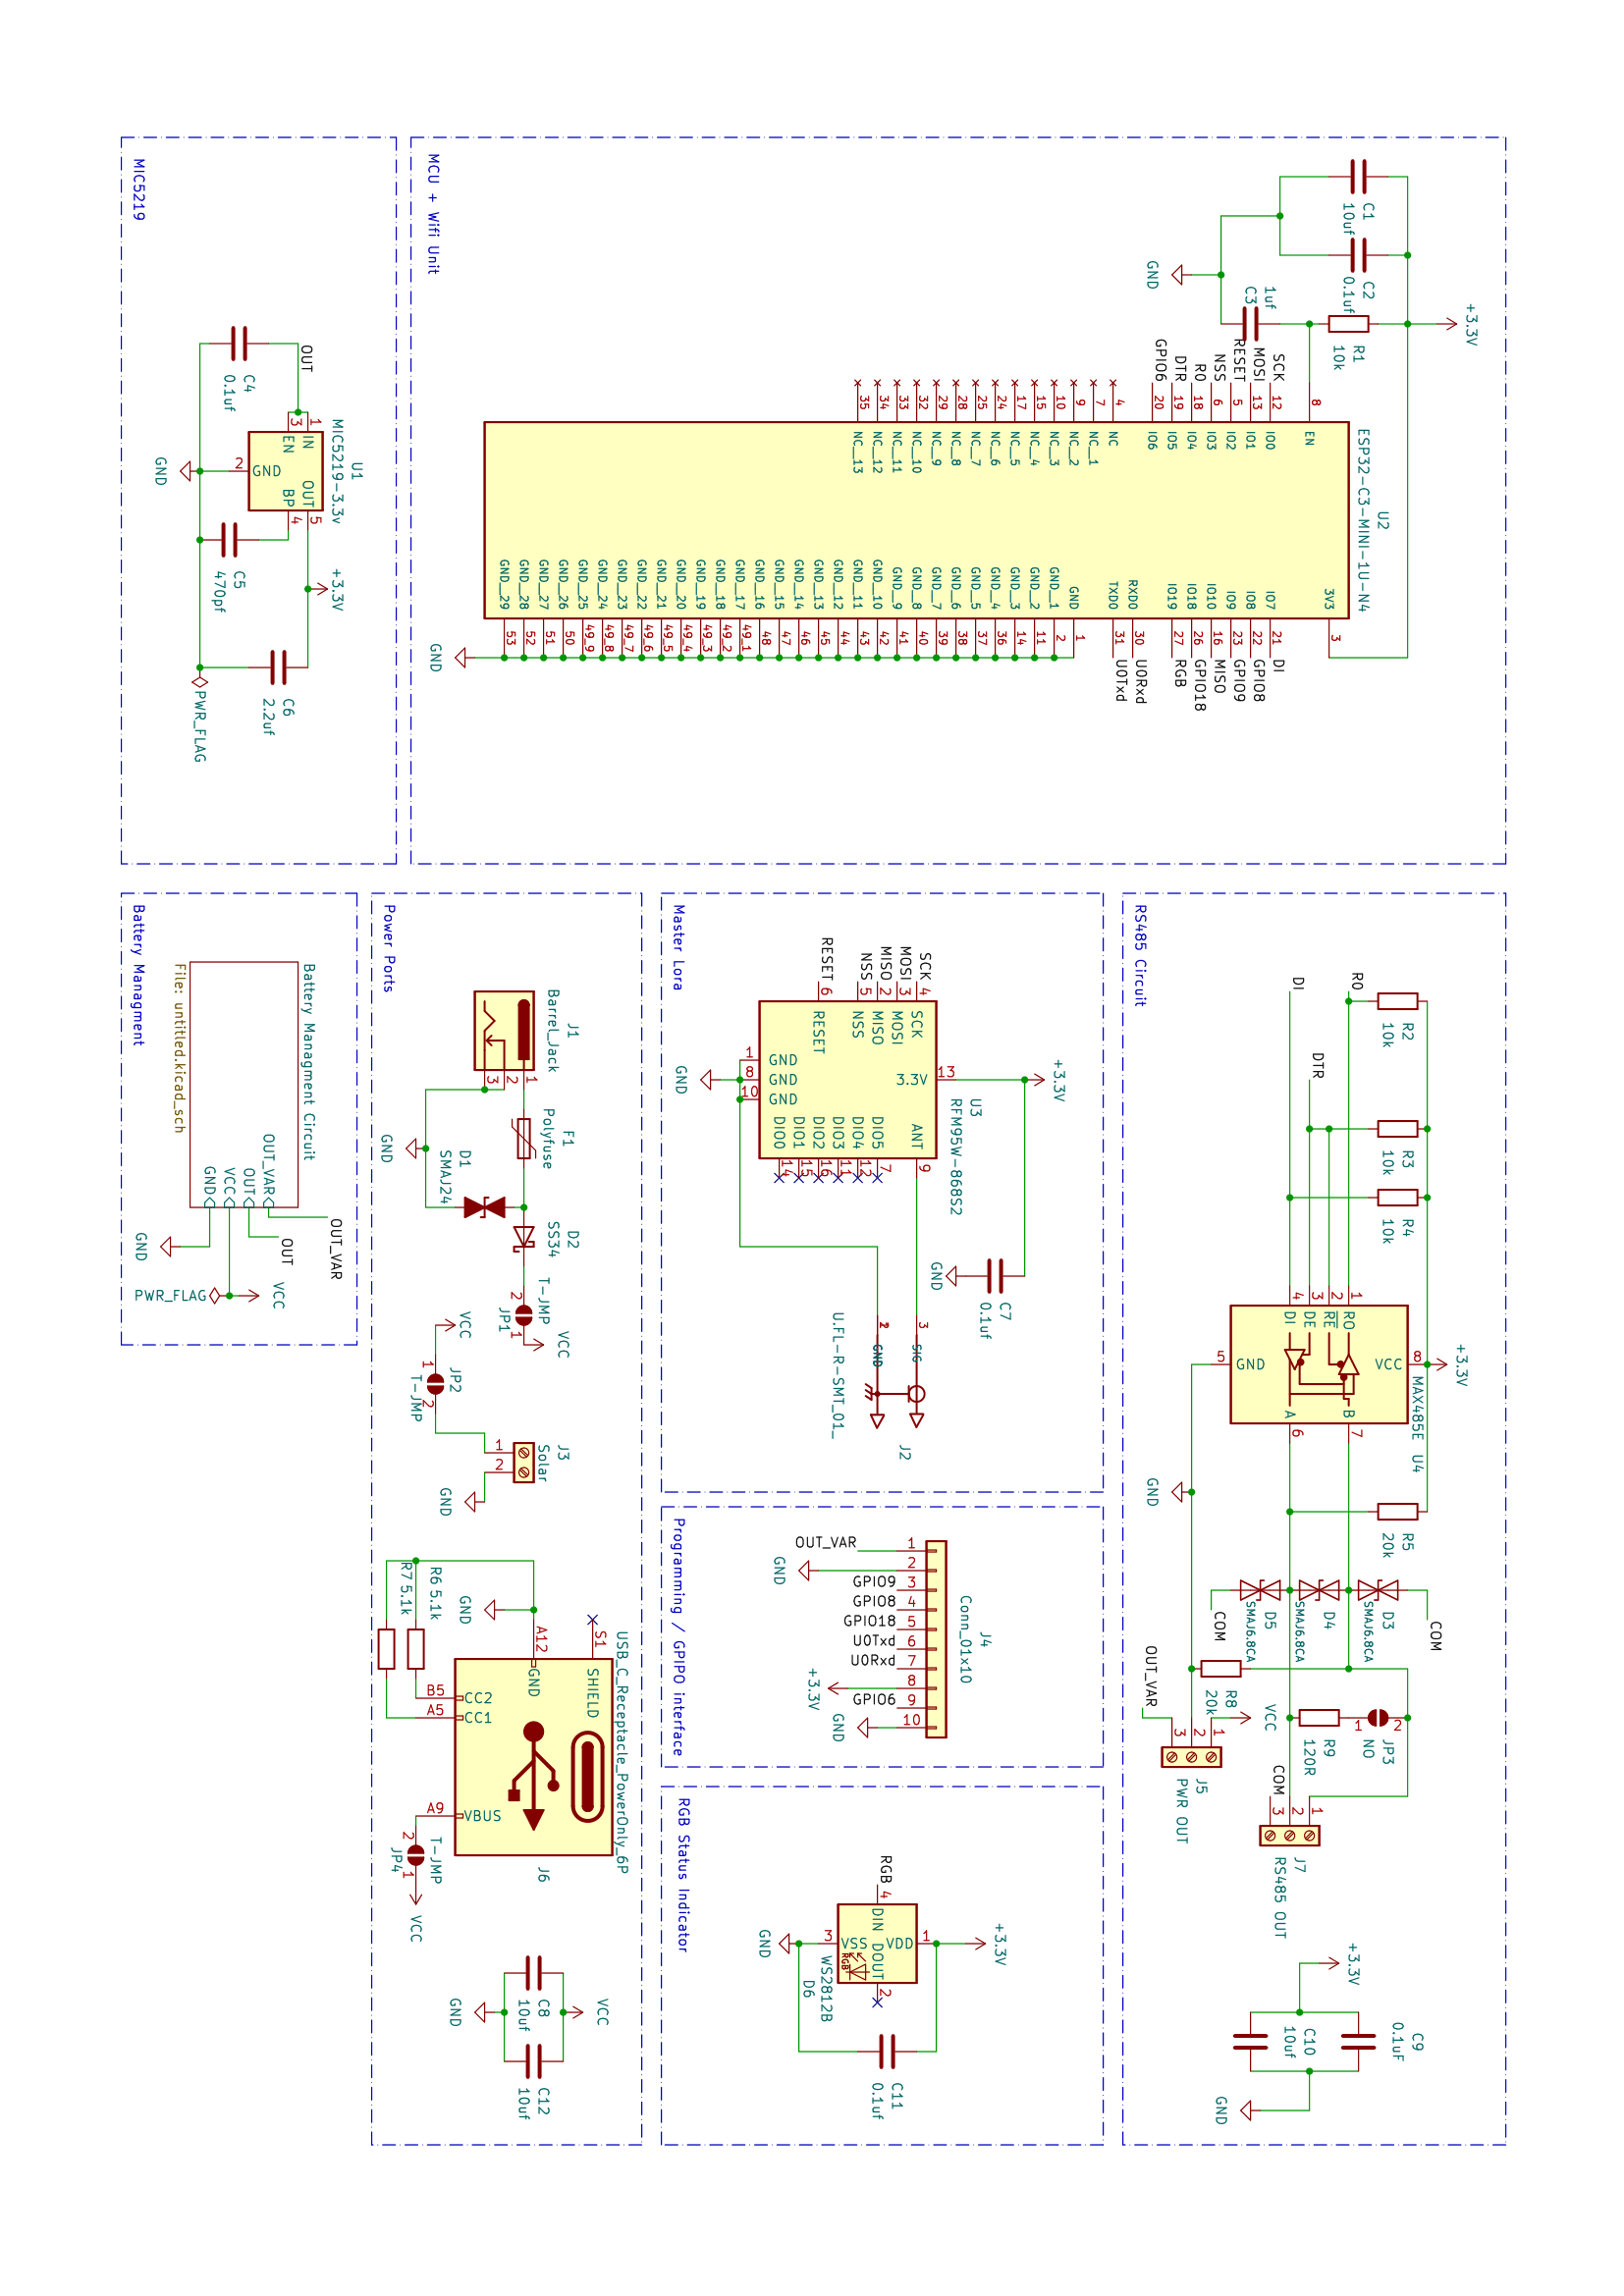 MCU + Wifi Unit
C1
10uf
C2
0.1uf
C3
1uf
GND
R1
10k
+3.3V
U2
ESP32-C3-MINI-1U-N4
SCK 12 IO0
MOSI 13 IO1
RESET 5 IO2
NSS 6 IO3
RO 18 IO4
DTR 19 IO5
GPIO6 20 IO6
8 EN
4 NC
7 NC_1
9 NC_2
10 NC_3
15 NC_4
17 NC_5
24 NC_6
25 NC_7
28 NC_8
29 NC_9
32 NC_10
33 NC_11
34 NC_12
35 NC_13
3V3 3
IO7 21 DI
IO8 22 GPIO8
IO9 23 GPIO9
IO10 16 MISO
IO18 26 GPIO18
IO19 27 RGB
RXD0 30 U0Rxd
TXD0 31 U0Txd
GND 1
GND_1 2
GND_2 11
GND_3 14
GND_4 36
GND_5 37
GND_6 38
GND_7 39
GND_8 40
GND_9 41
GND_10 42
GND_11 43
GND_12 44
GND_13 45
GND_14 46
GND_15 47
GND_16 48
GND_17 49_1
GND_18 49_2
GND_19 49_3
GND_20 49_4
GND_21 49_5
GND_22 49_6
GND_23 49_7
GND_24 49_8
GND_25 49_9
GND_26 50
GND_27 51
GND_28 52
GND_29 53
GND
MIC5219
OUT
C4
0.1uf
U1
MIC5219-3.3v
1 IN
3 EN
2 GND
OUT 5
BP 4
GND
C5
470pf
+3.3V
C6
2.2uf
PWR_FLAG
RS485 Circuit
RO
DI
DTR
R2
10k
R3
10k
R4
10k
+3.3V
MAX485E U4
1 RO
2 RE
3 DE
4 DI
8 VCC
5 GND
A 6
B 7
GND
R5
20k
COM
D3
SMAJ6.8CA
D4
SMAJ6.8CA
D5
SMAJ6.8CA
COM
OUT_VAR
R8
20k
VCC
R9
120R
JP3
NO
1 2
3 2 1
J5
PWR OUT
COM
3 2 1
J7
RS485 OUT
+3.3V
C9
0.1uF
C10
10uf
GND
Master Lora
SCK 4 SCK
MOSI 3 MOSI
MISO 2 MISO
NSS 5 NSS
RESET 6 RESET
1 GND
8 GND
10 GND
GND
3.3V 13
+3.3V
U3
RFM95W-868S2
ANT 9
DIO5 7
DIO4 12
DIO3 11
DIO2 16
DIO1 15
DIO0 14
C7
0.1uf
GND
3 SIG
GND
U.FL-R-SMT_01_
J2
Programming / GPIPO interface
OUT_VAR 1
GND 2
GPIO9 3
GPIO8 4
GPIO18 5
U0Txd 6
U0Rxd 7
+3.3V 8
GPIO6 9
GND 10
J4
Conn_01x10
RGB Status Indicator
RGB 4 DIN
3 VSS
VDD 1
DOUT 2
RGB
WS2812B
D6
GND
+3.3V
C11
0.1uf
Power Ports
J1
Barrel_Jack
3 2 1
GND
F1
Polyfuse
D1
SMAJ24
D2
SS34
T-JMP
JP1
2 1
VCC
VCC
JP2
T-JMP
1 2
J3
Solar
1
2
GND
R7 5.1k
R6 5.1k
GND
A12 GND
S1 SHIELD
B5 CC2
A5 CC1
A9 VBUS
USB_C_Receptacle_PowerOnly_6P
J6
T-JMP
JP4
2 1
VCC
VCC
C8
10uf
GND
C12
10uf
Battery Managment
Battery Managment Circuit
File: untitled.kicad_sch
OUT_VAR
OUT
VCC
GND
OUT_VAR
OUT
GND
VCC
PWR_FLAG